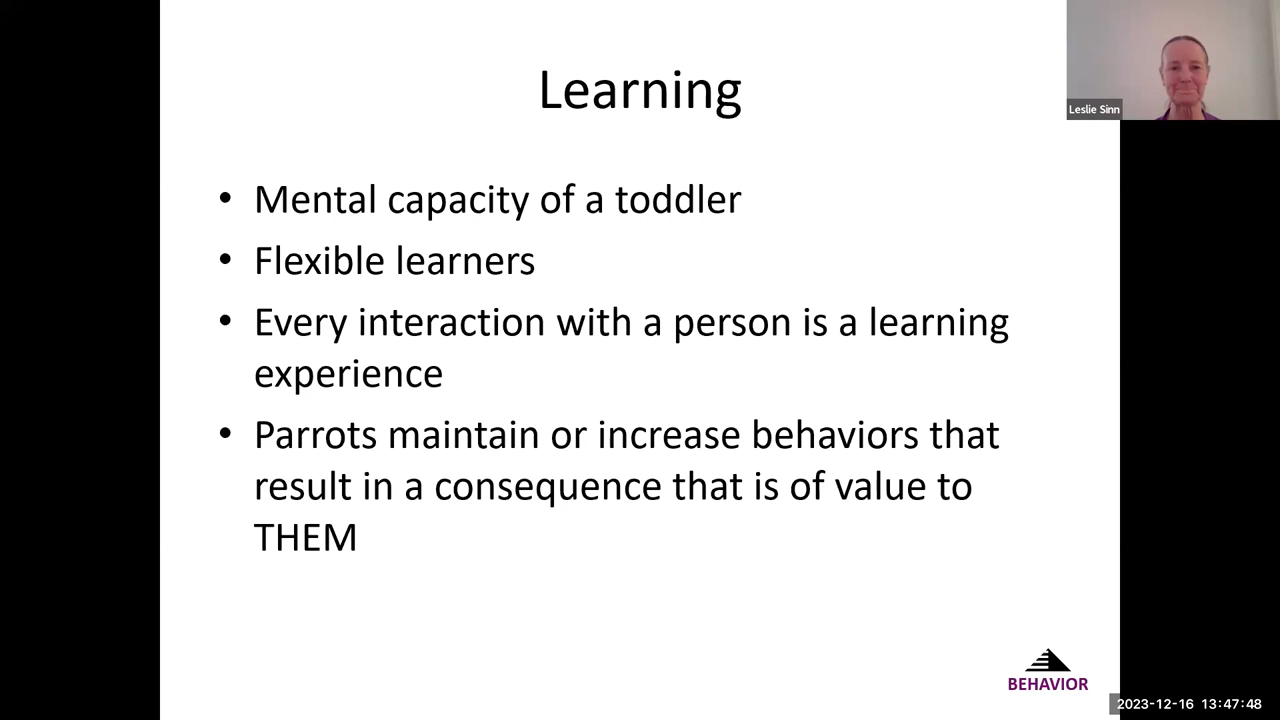 Learning
Leslie Sinn
• Mental capacity of a toddler
• Flexible learners
• Every interaction with a person is a learning
experience
• Parrots maintain or increase behaviors that
result in a consequence that is of value to
THEM
BEHAVIOR
2023-12-16 13:47:48